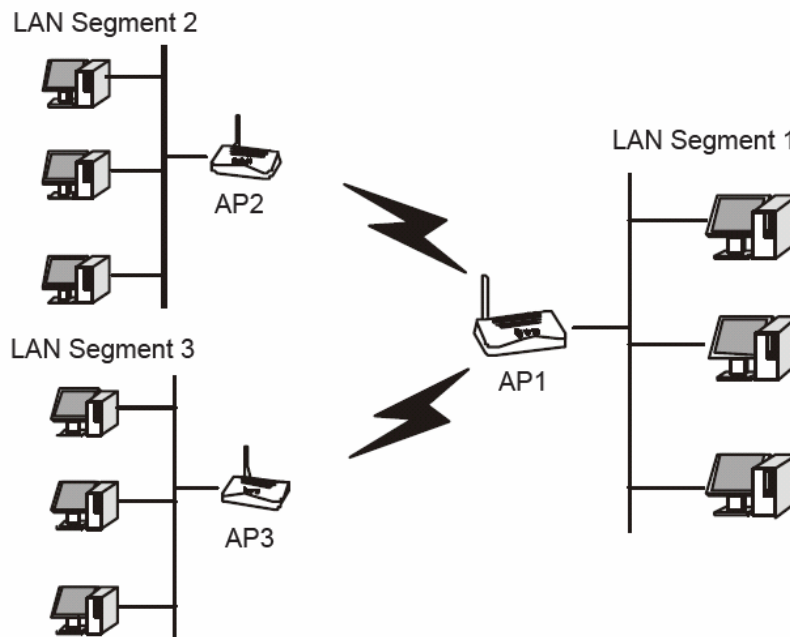 LAN Segment 2
AP2
LAN Segment 1
AP1
LAN Segment 3
AP3